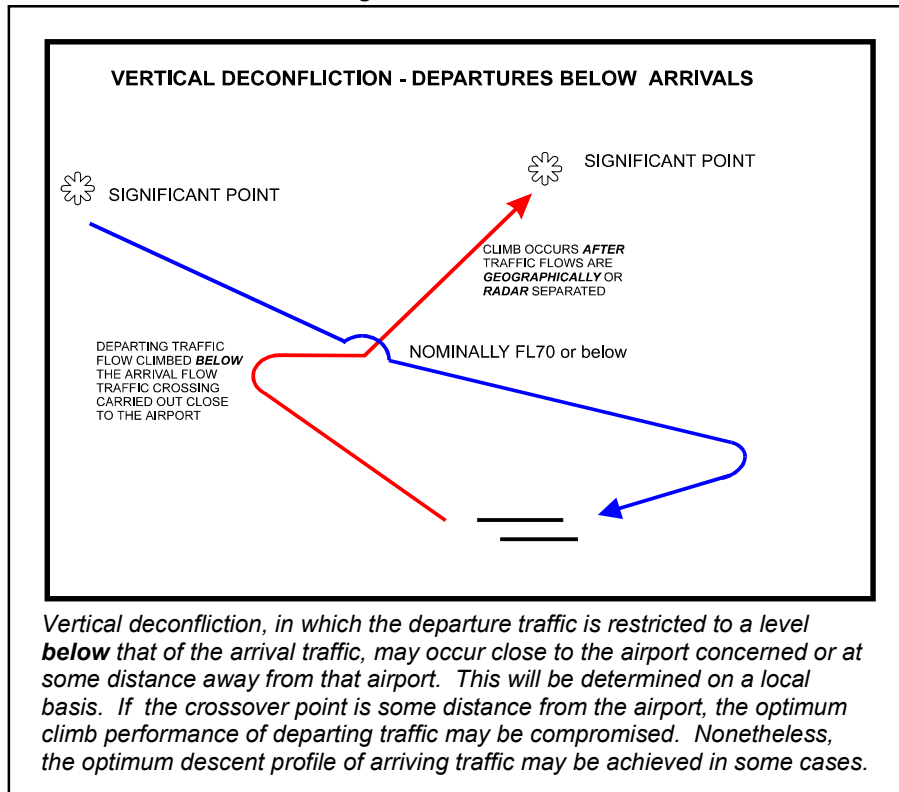 VERTICAL DECONFLICTION - DEPARTURES BELOW ARRIVALS
SIGNIFICANT POINT
SIGNIFICANT POINT
CLIMB OCCURS AFTER
TRAFFIC FLOWS ARE
GEOGRAPHICALLY OR
RADAR SEPARATED
DEPARTING TRAFFIC
FLOW CLIMBED BELOW
THE ARRIVAL FLOW
TRAFFIC CROSSING
CARRIED OUT CLOSE
TO THE AIRPORT
NOMINALLY FL70 or below
Vertical deconfliction, in which the departure traffic is restricted to a level
below that of the arrival traffic, may occur close to the airport concerned or at
some distance away from that airport. This will be determined on a local
basis. If the crossover point is some distance from the airport, the optimum
climb performance of departing traffic may be compromised. Nonetheless,
the optimum descent profile of arriving traffic may be achieved in some cases.